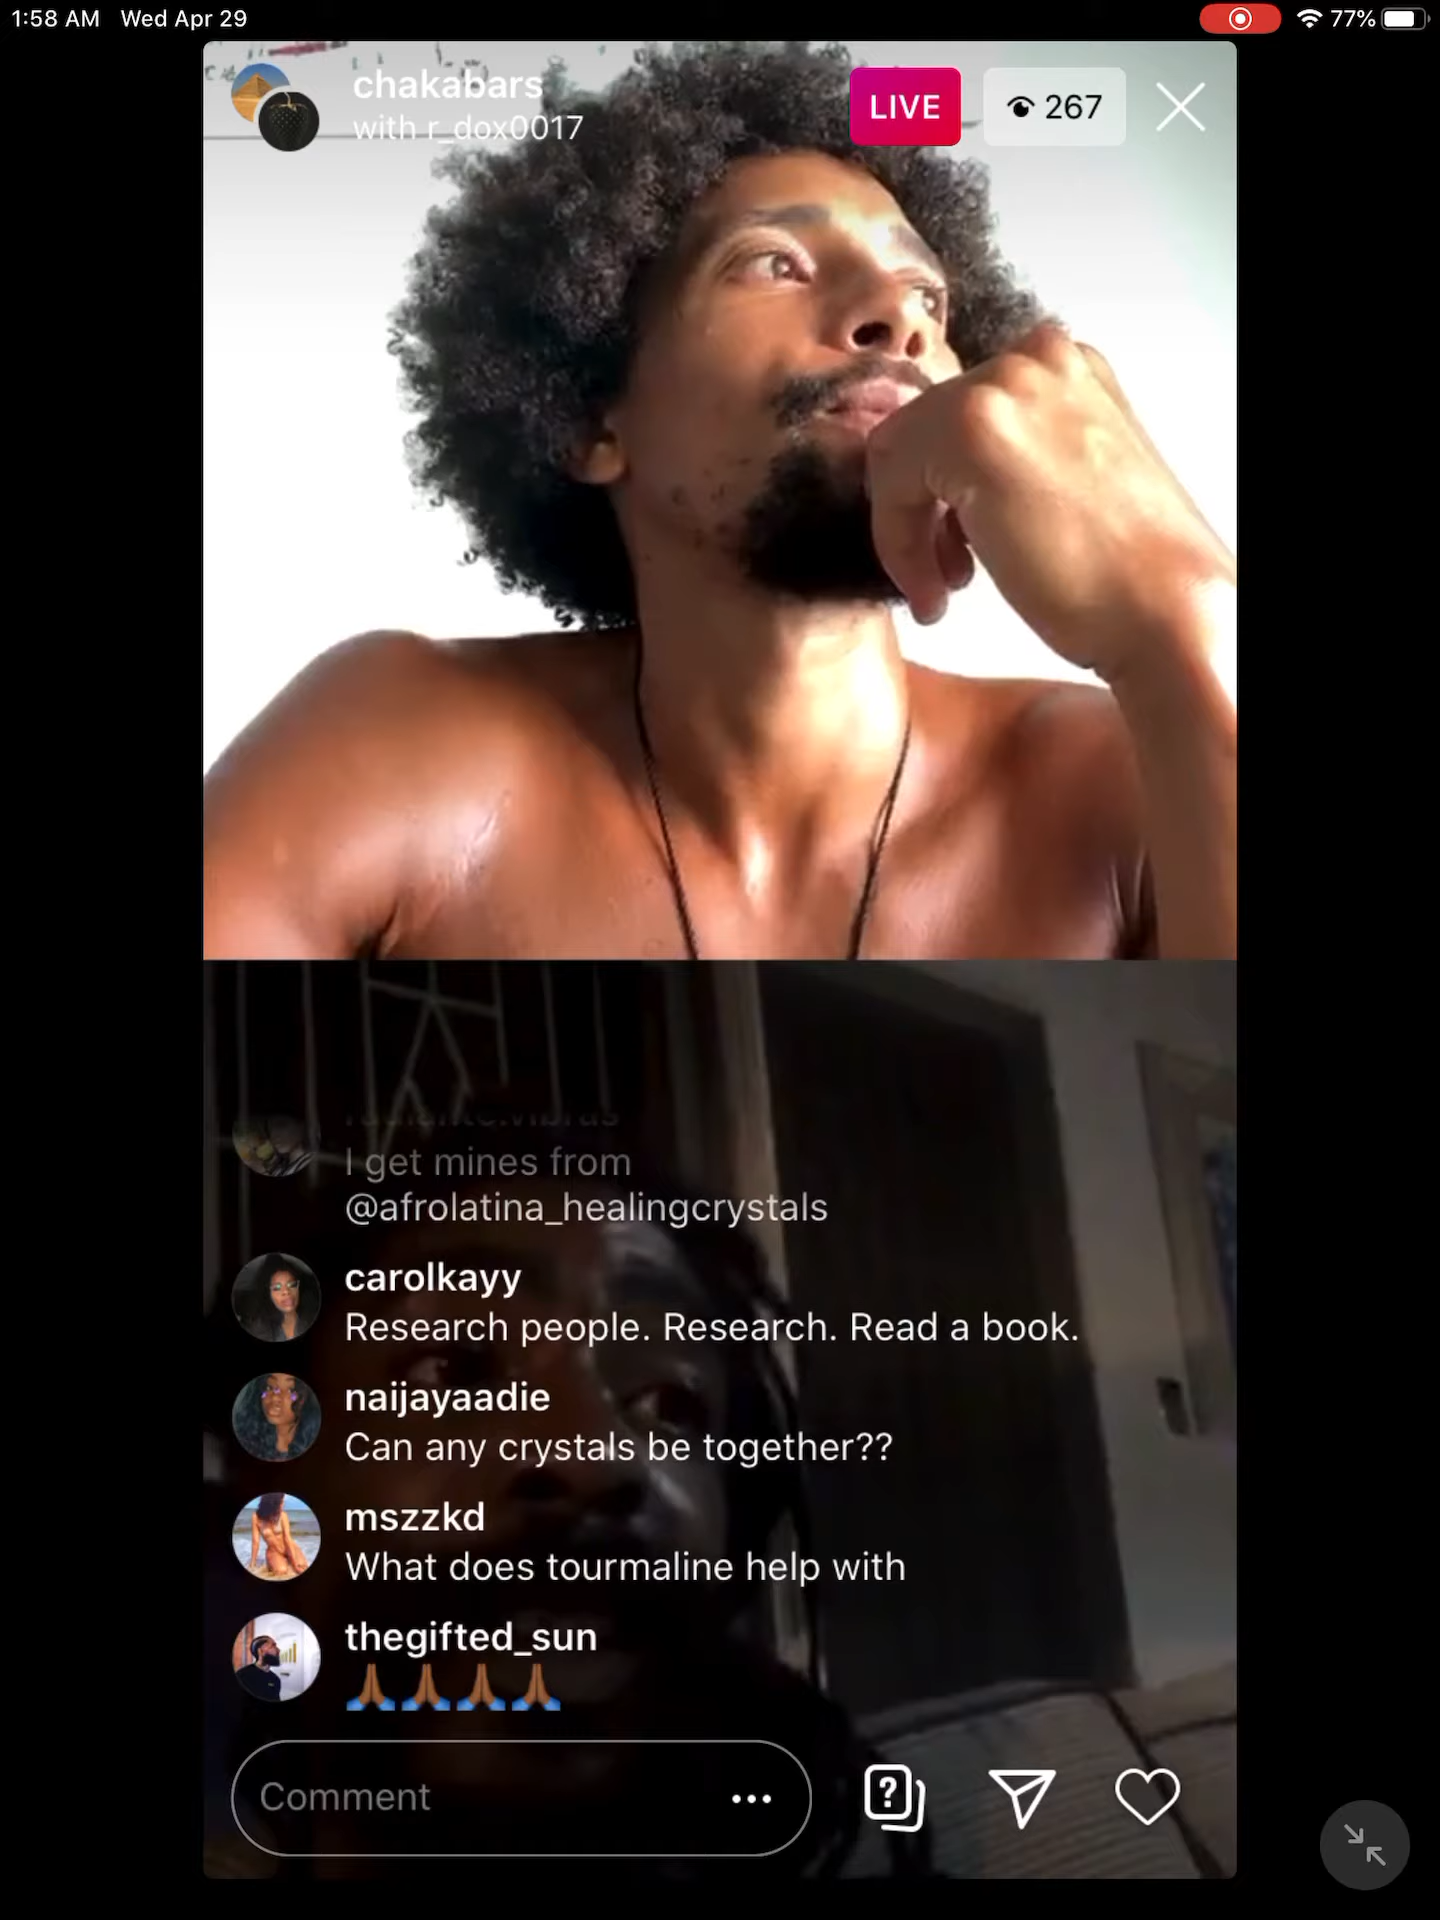 1:58 AM Wed Apr 29
77%
chakabars
with r_dox0017
LIVE
267
I get mines from
@afrolatina_healingcrystals
carolkayy
Research people. Research. Read a book.
naijayaadie
Can any crystals be together??
mszzkd
What does tourmaline help with
thegifted_sun
🙏🏾🙏🏾🙏🏾🙏🏾
Comment